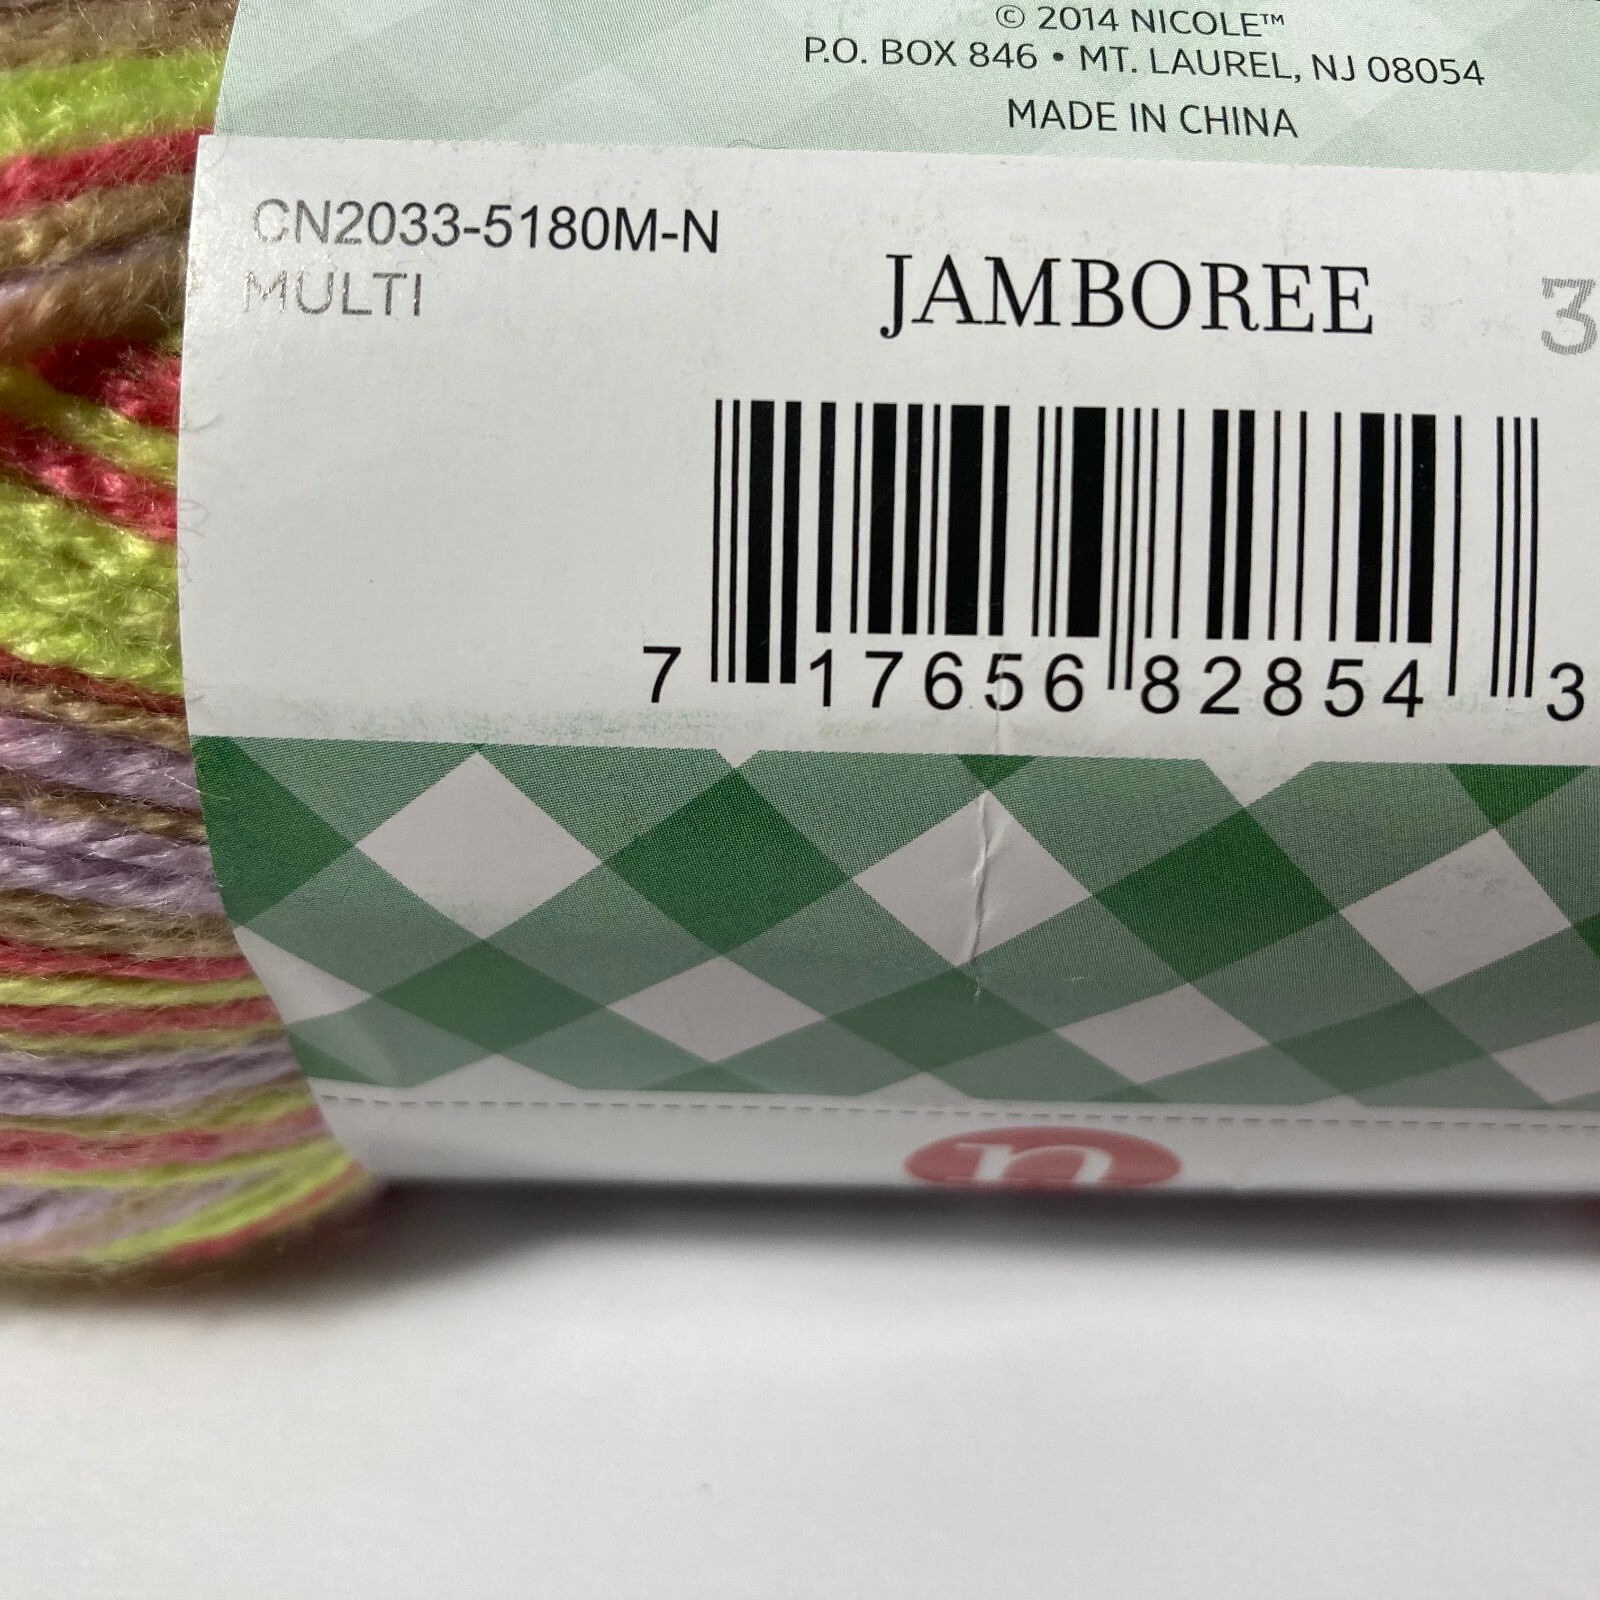 © 2014 NICOLE™
P.O. BOX 846 • MT. LAUREL, NJ 08054
MADE IN CHINA
CN2033-5180M-N
MULTI
JAMBOREE
3
7 17656 82854 3
n